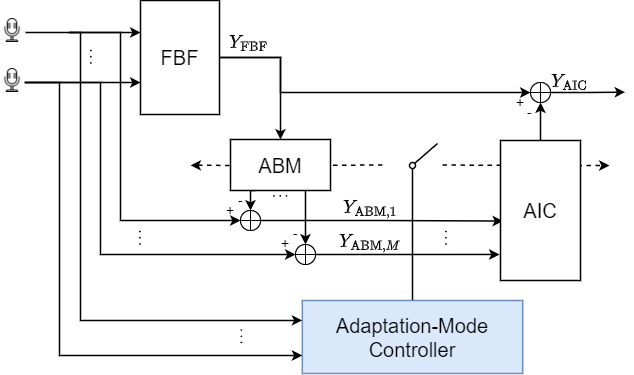 FBF
Y_FBF
Y_AIC
+
-
ABM
-
...
AIC
+
Y_ABM,1
-
+
Y_ABM,M
Adaptation-Mode
Controller